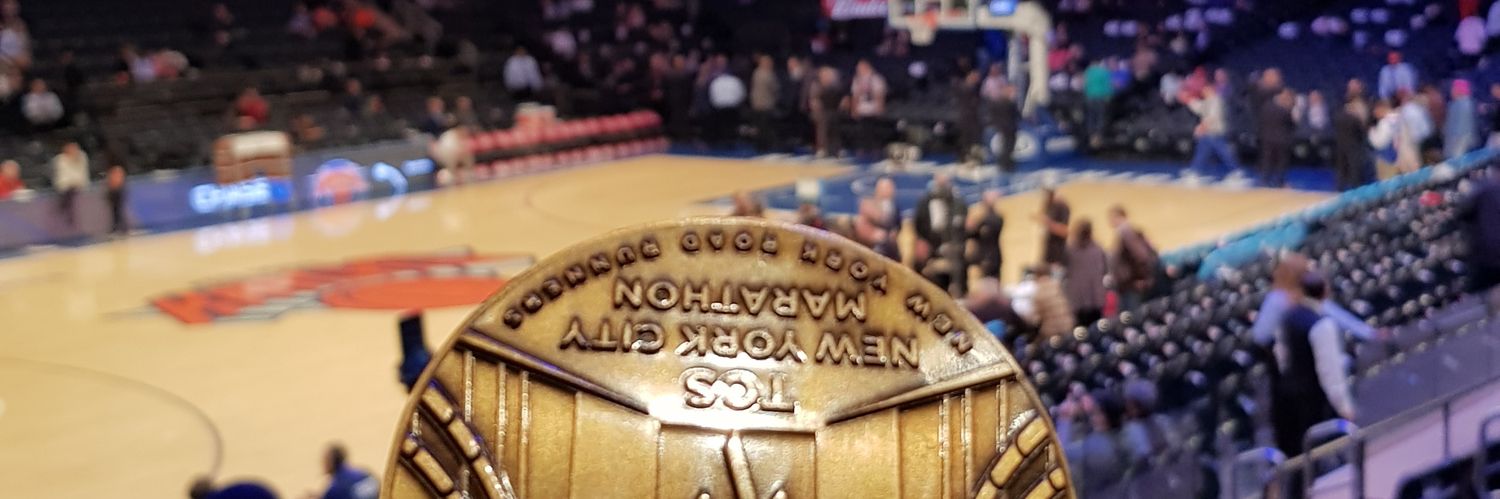 TCS
NEW YORK CITY
MARATHON
NEW YORK ROAD RUNNERS
CHASE